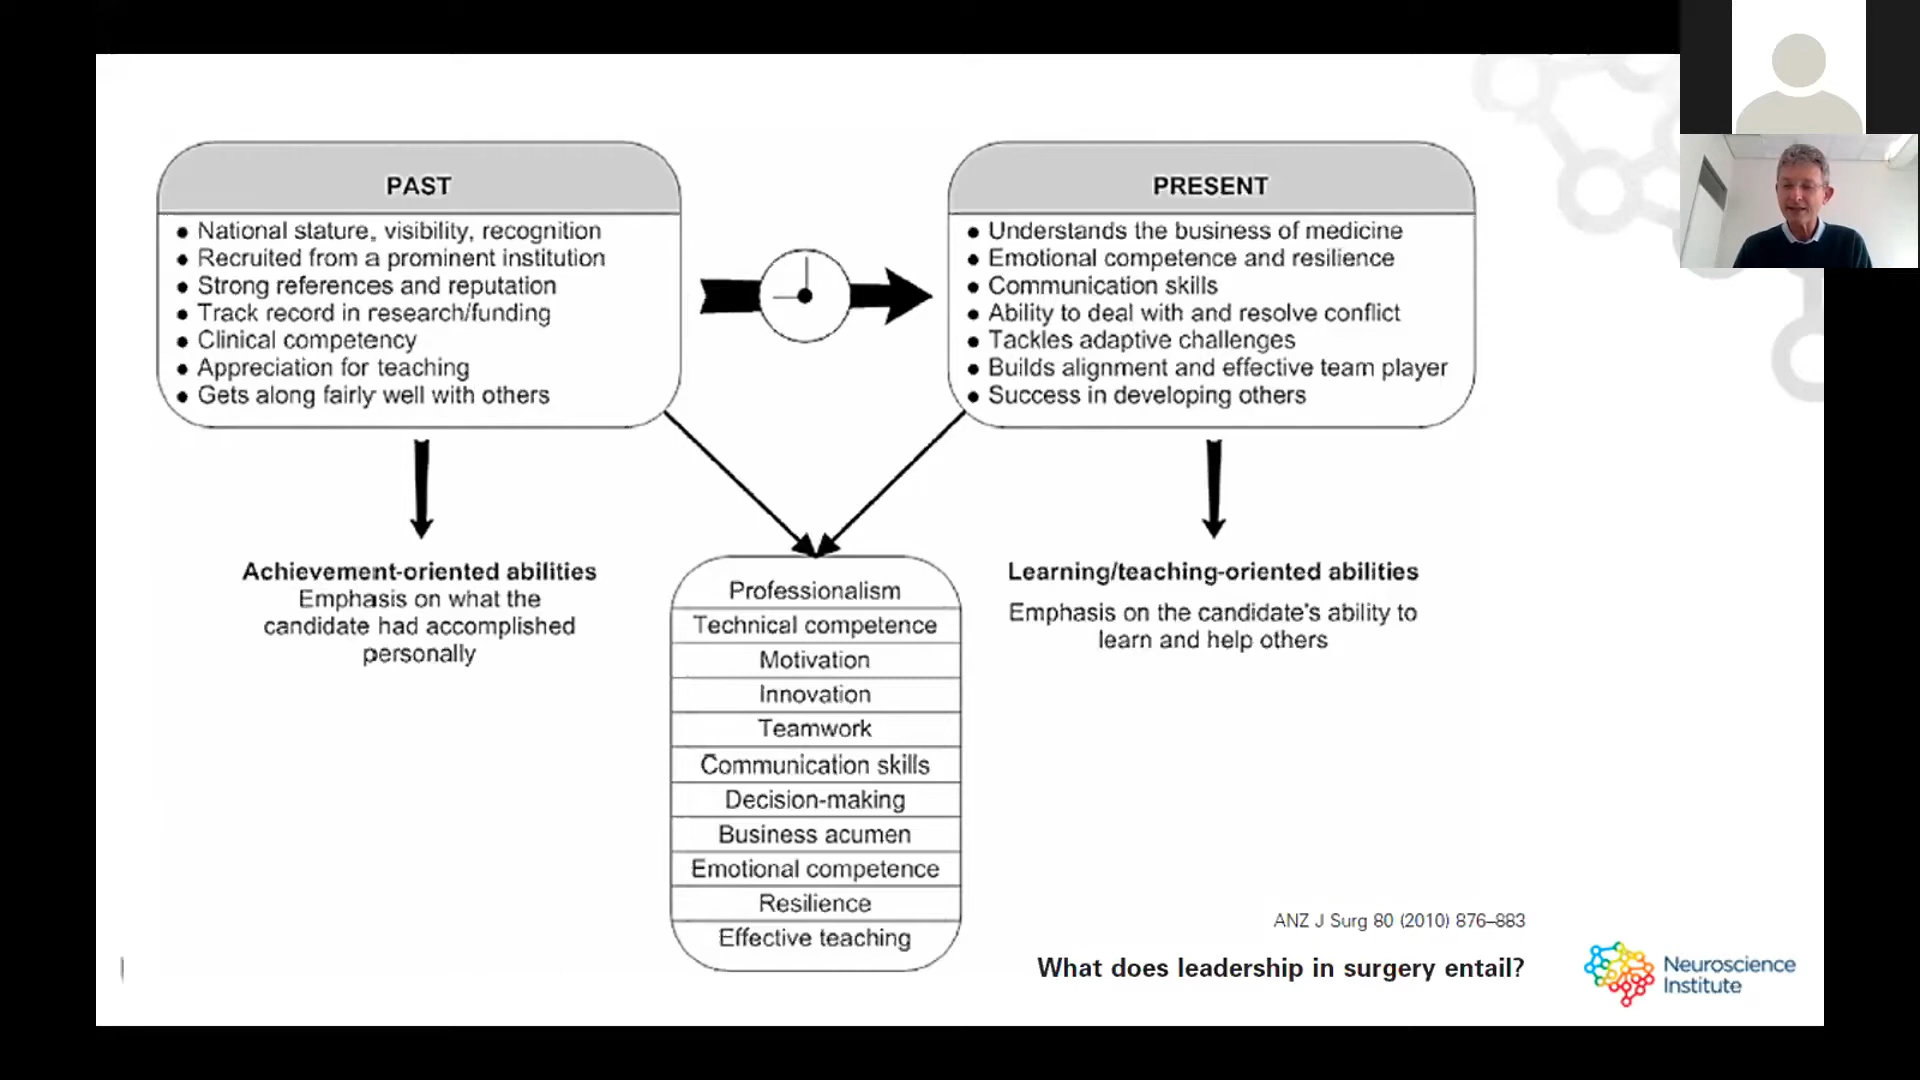 PAST
National stature, visibility, recognition
Recruited from a prominent institution
Strong references and reputation
Track record in research/funding
Clinical competency
Appreciation for teaching
Gets along fairly well with others
PRESENT
Understands the business of medicine
Emotional competence and resilience
Communication skills
Ability to deal with and resolve conflict
Tackles adaptive challenges
Builds alignment and effective team player
Success in developing others
Achievement-oriented abilities
Emphasis on what the
candidate had accomplished
personally
Learning/teaching-oriented abilities
Emphasis on the candidate's ability to
learn and help others
Professionalism
Technical competence
Motivation
Innovation
Teamwork
Communication skills
Decision-making
Business acumen
Emotional competence
Resilience
Effective teaching
ANZ J Surg 80 (2010) 876–883
What does leadership in surgery entail?
Neuroscience
Institute